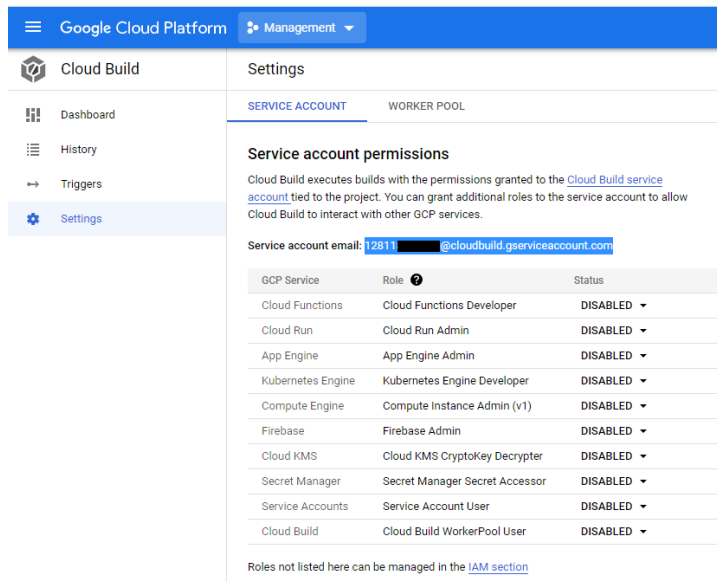 Google Cloud Platform Management
Cloud Build
Settings
Dashboard
History
Triggers
Settings
SERVICE ACCOUNT WORKER POOL
Service account permissions
Cloud Build executes builds with the permissions granted to the Cloud Build service
account tied to the project. You can grant additional roles to the service account to allow
Cloud Build to interact with other GCP services.
Service account email: 12811 @cloudbuild.gserviceaccount.com
GCP Service Role ? Status
Cloud Functions Cloud Functions Developer DISABLED
Cloud Run Cloud Run Admin DISABLED
App Engine App Engine Admin DISABLED
Kubernetes Engine Kubernetes Engine Developer DISABLED
Compute Engine Compute Instance Admin (v1) DISABLED
Firebase Firebase Admin DISABLED
Cloud KMS Cloud KMS CryptoKey Decrypter DISABLED
Secret Manager Secret Manager Secret Accessor DISABLED
Service Accounts Service Account User DISABLED
Cloud Build Cloud Build WorkerPool User DISABLED
Roles not listed here can be managed in the IAM section